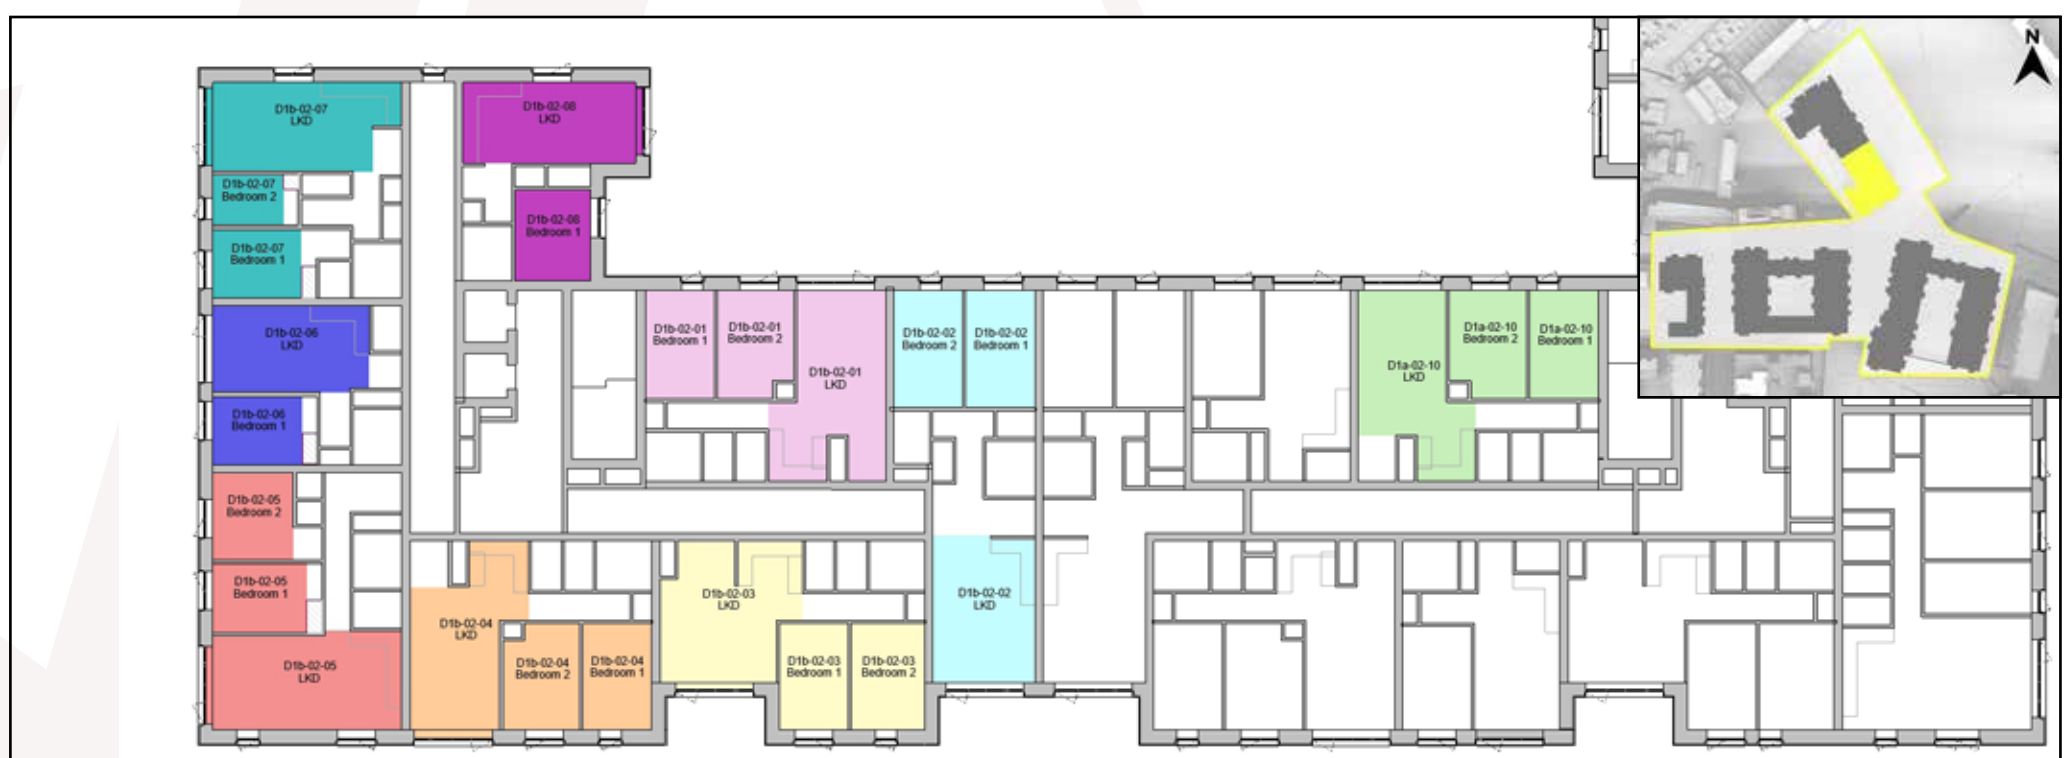 D1b-02-07
LKD
D1b-02-08
LKD
N
D1b-02-07
Bedroom 2
D1b-02-08
Bedroom 1
D1b-02-07
Bedroom 1
D1b-02-06
LKD
D1b-02-01
Bedroom 1
D1b-02-01
Bedroom 2
D1b-02-01
LKD
D1b-02-02
Bedroom 2
D1b-02-02
Bedroom 1
D1a-02-10
LKD
D1a-02-10
Bedroom 2
D1a-02-10
Bedroom 1
D1b-02-06
Bedroom 1
D1b-02-05
Bedroom 2
D1b-02-05
Bedroom 1
D1b-02-05
LKD
D1b-02-04
LKD
D1b-02-04
Bedroom 2
D1b-02-04
Bedroom 1
D1b-02-03
LKD
D1b-02-03
Bedroom 1
D1b-02-03
Bedroom 2
D1b-02-02
LKD